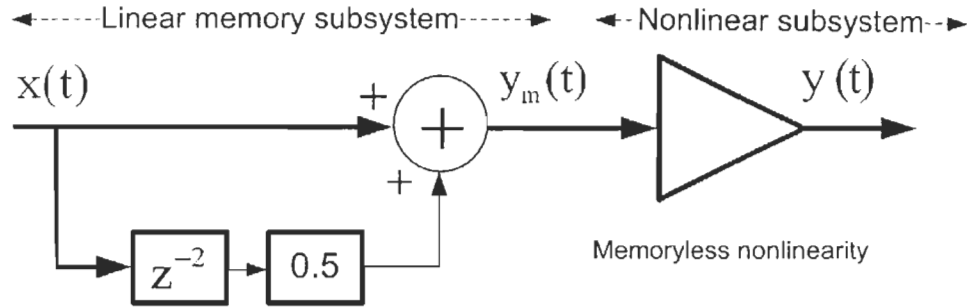 Linear memory subsystem
Nonlinear subsystem
x(t)
+
y_m(t)
y(t)
+
+
z⁻²
0.5
Memoryless nonlinearity